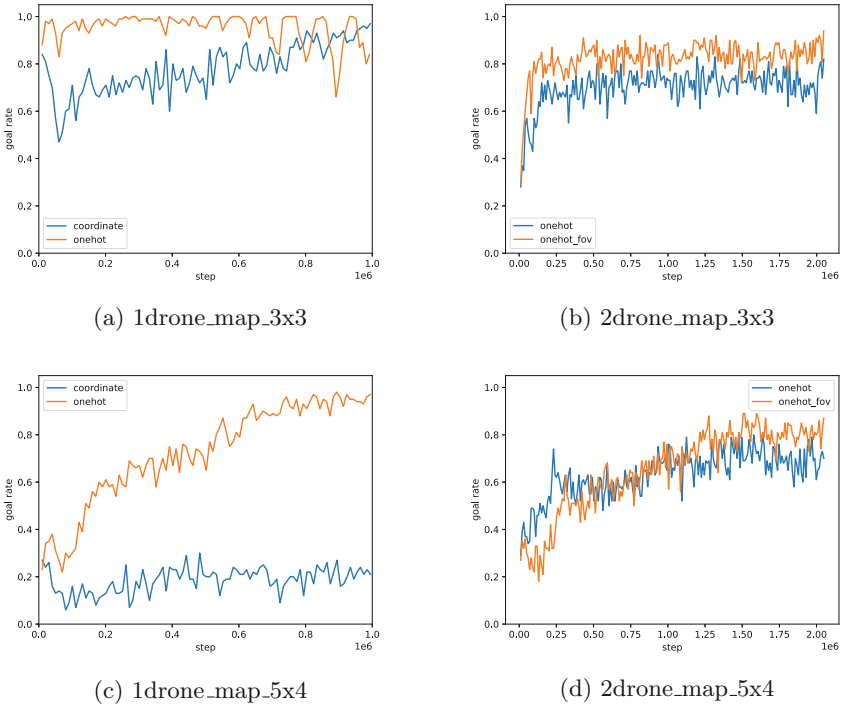 1.0
0.8
0.6
0.4
0.2
0.0
goal rate
coordinate
onehot
0.0 0.2 0.4 0.6 0.8 1.0
step
1e6
(a) 1drone_map_3x3
1.0
0.8
0.6
0.4
0.2
0.0
goal rate
onehot
onehot_fov
0.00 0.25 0.50 0.75 1.00 1.25 1.50 1.75 2.00
step
1e6
(b) 2drone_map_3x3
1.0
0.8
0.6
0.4
0.2
0.0
goal rate
coordinate
onehot
0.0 0.2 0.4 0.6 0.8 1.0
step
1e6
(c) 1drone_map_5x4
1.0
0.8
0.6
0.4
0.2
0.0
goal rate
onehot
onehot_fov
0.00 0.25 0.50 0.75 1.00 1.25 1.50 1.75 2.00
step
1e6
(d) 2drone_map_5x4